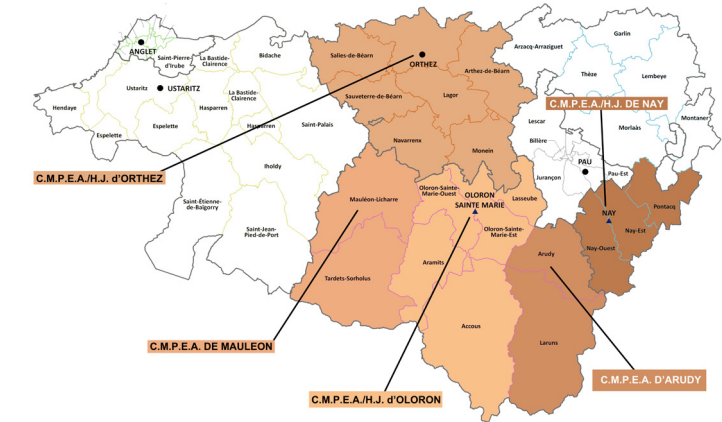 ANGLET
Saint-Pierre
d'Irube
La Bastide-
Clairence
Bidache
Hendaye
Ustaritz
USTARITZ
Espelette
Espelette
Hasparren
La Bastide-
Clairence
Hasparren
Saint-Palais
Iholdy
Saint-Étienne-
de-Baïgorry
Saint-Jean-
Pied-de-Port
Salies-de-Béarn
ORTHEZ
Arthez-de-Béarn
Sauveterre-de-Béarn
Lagor
Navarrenx
Monein
Arzacq-Arraziguet
Garlin
Thèze
Lembeye
C.M.P.E.A./H.J. DE NAY
Lescar
Morlaàs
Montaner
Billère
PAU
Jurançon
Pau-Est
Pontacq
NAY
Nay-Est
Nay-Ouest
C.M.P.E.A./H.J. d'ORTHEZ
Mauléon-Licharre
Tardets-Sorholus
Oloron-Sainte-
Marie-Ouest
OLORON
SAINTE MARIE
Lasseube
Oloron-Sainte-
Marie-Est
Aramits
Accous
Arudy
Laruns
C.M.P.E.A. DE MAULEON
C.M.P.E.A./H.J. d'OLORON
C.M.P.E.A. D'ARUDY